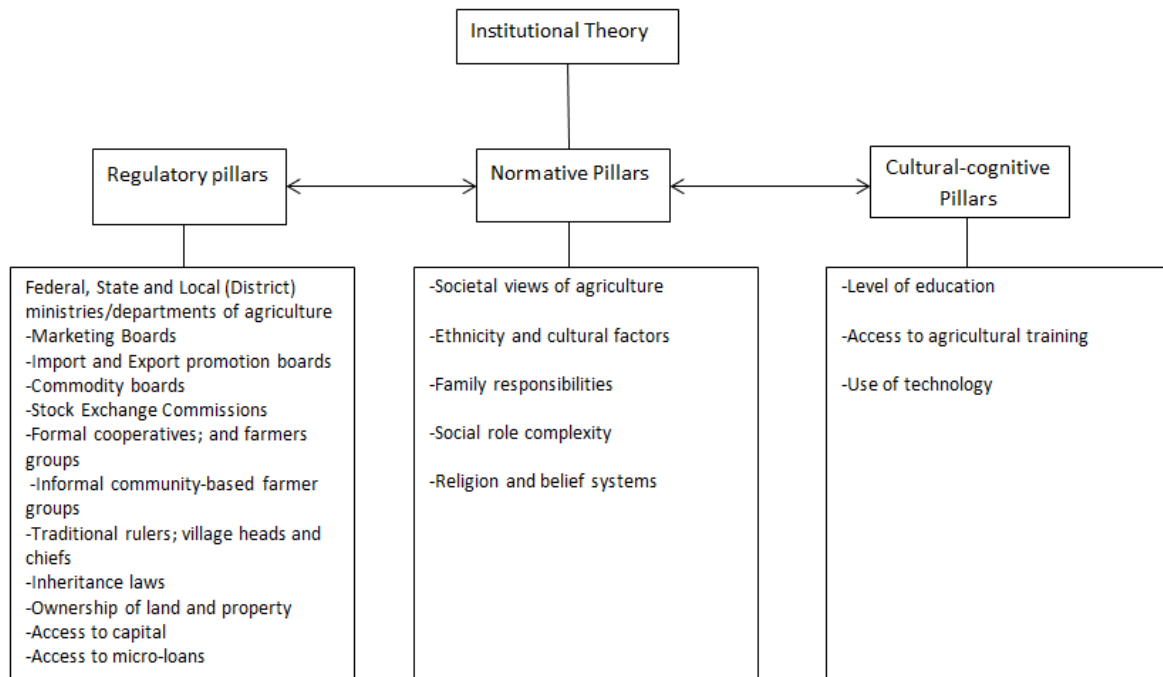 Institutional Theory
Regulatory pillars
Normative Pillars
Cultural-cognitive
Pillars
Federal, State and Local (District)
ministries/departments of agriculture
-Marketing Boards
-Import and Export promotion boards
-Commodity boards
-Stock Exchange Commissions
-Formal cooperatives; and farmers
groups
-Informal community-based farmer
groups
-Traditional rulers; village heads and
chiefs
-Inheritance laws
-Ownership of land and property
-Access to capital
-Access to micro-loans
-Societal views of agriculture
-Ethnicity and cultural factors
-Family responsibilities
-Social role complexity
-Religion and belief systems
-Level of education
-Access to agricultural training
-Use of technology